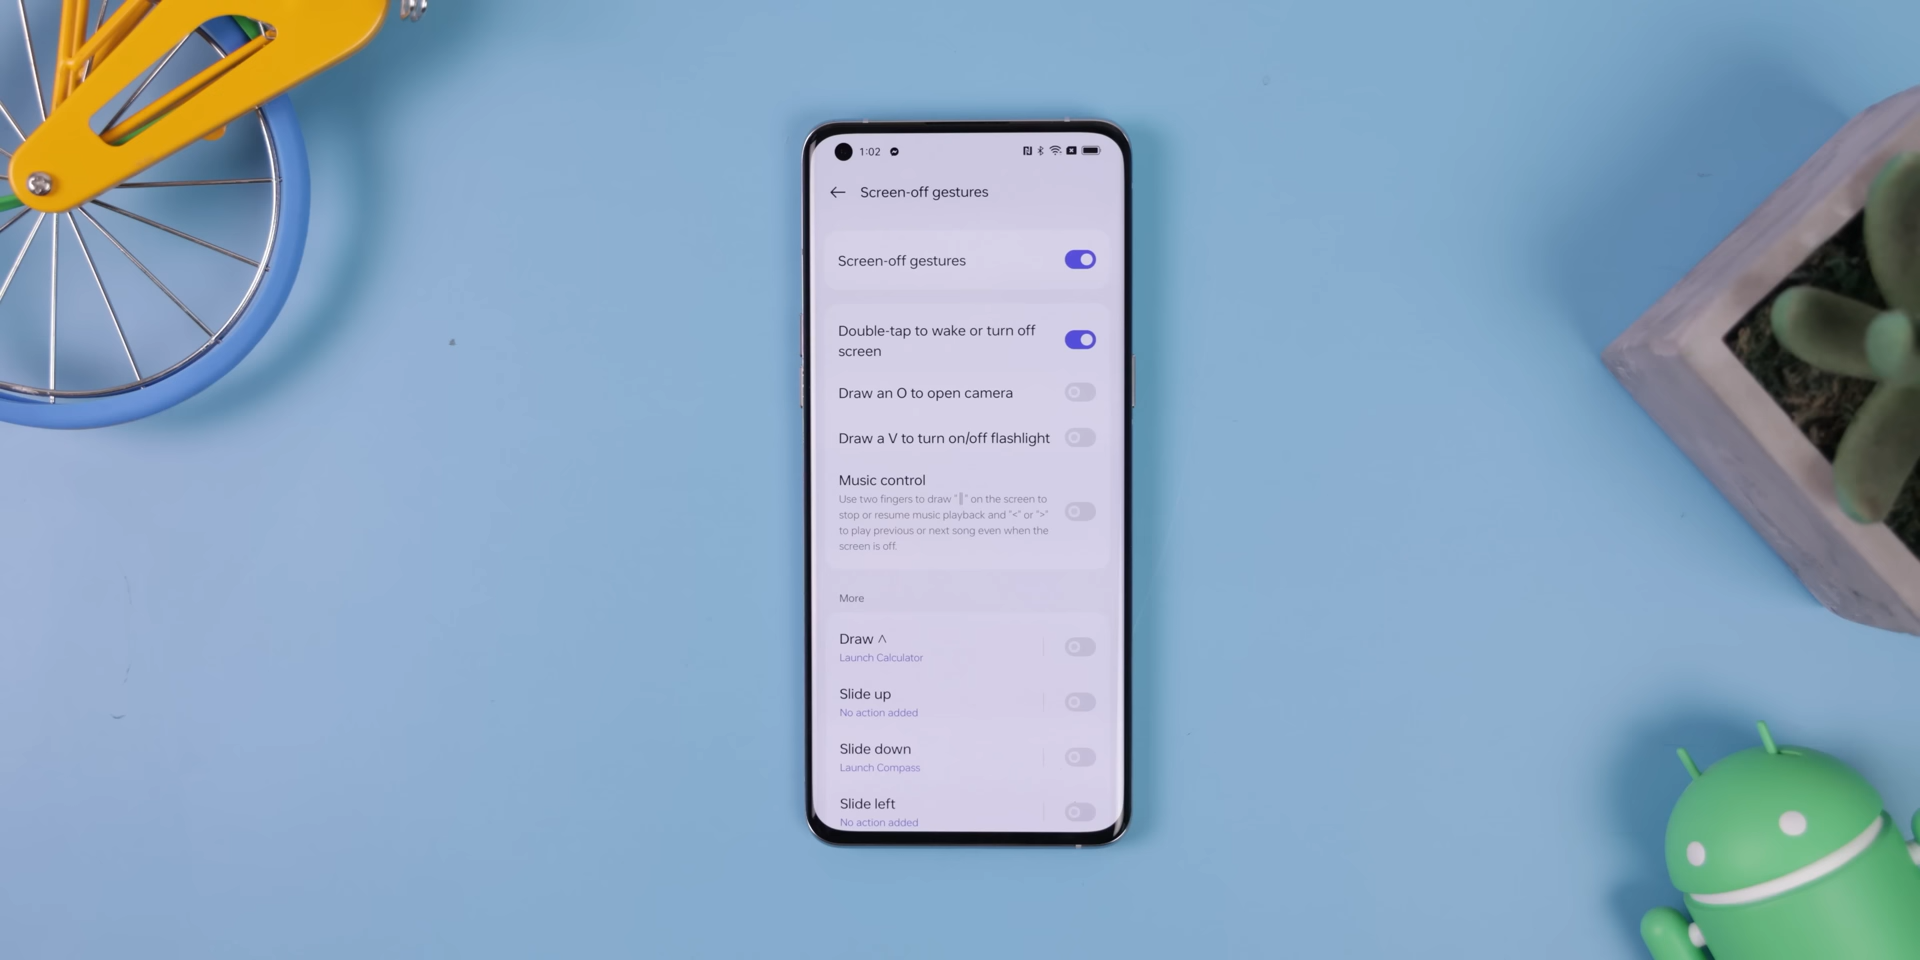 1:02
Screen-off gestures
Screen-off gestures
Double-tap to wake or turn off
screen
Draw an O to open camera
Draw a V to turn on/off flashlight
Music control
Use two fingers to draw "||" on the screen to
stop or resume music playback and "<" or ">"
to play previous or next song even when the
screen is off.
More
Draw ∧
Launch Calculator
Slide up
No action added
Slide down
Launch Compass
Slide left
No action added